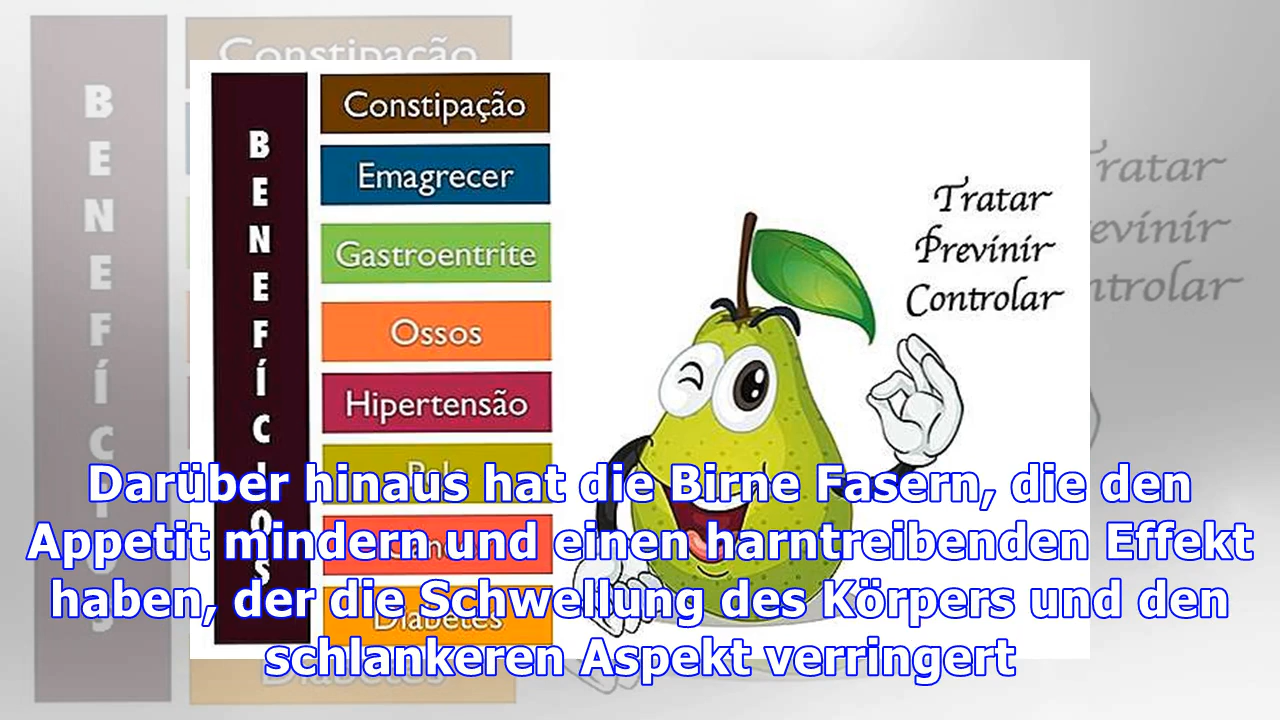 BENEFÍCIOS
Constipação
Emagrecer
Gastroentrite
Ossos
Hipertensão
Pele
Diabetes
Tratar
Previnir
Controlar
Darüber hinaus hat die Birne Fasern, die den
Appetit mindern und einen harntreibenden Effekt
haben, der die Schwellung des Körpers und den
schlankeren Aspekt verringert